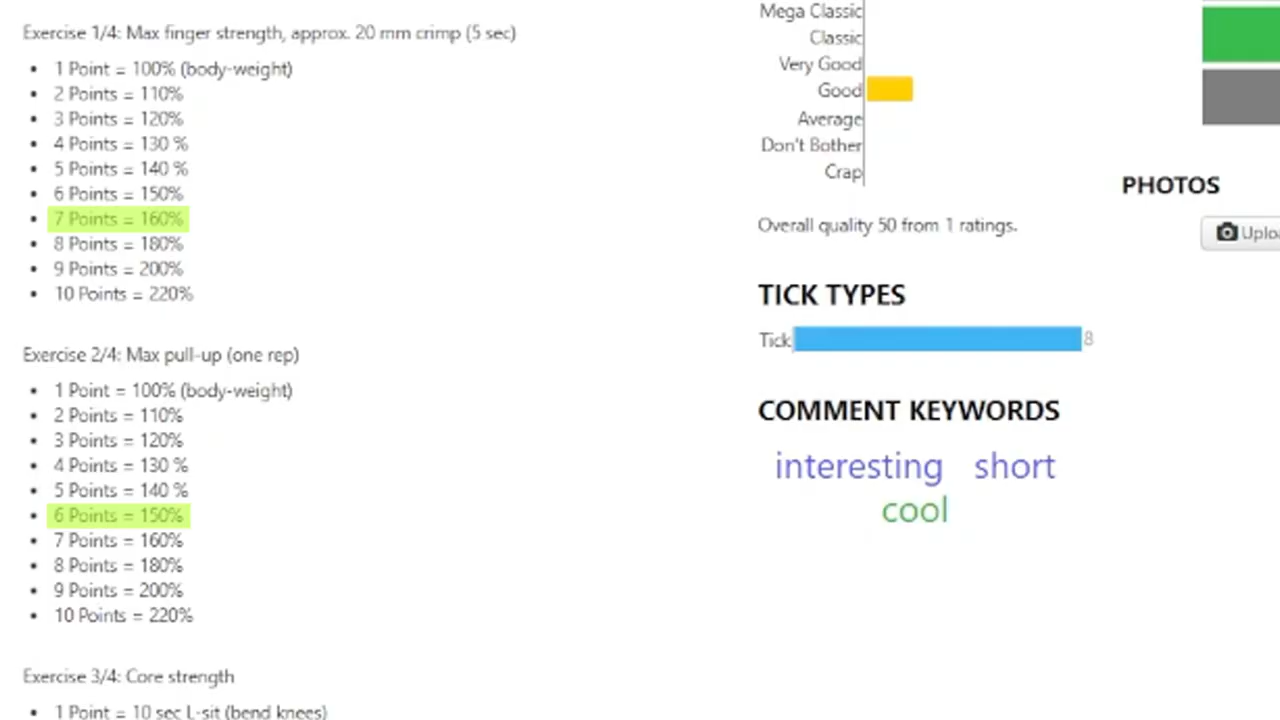 Exercise 1/4: Max finger strength, approx. 20 mm crimp (5 sec)
• 1 Point = 100% (body-weight)
• 2 Points = 110%
• 3 Points = 120%
• 4 Points = 130 %
• 5 Points = 140 %
• 6 Points = 150%
• 7 Points = 160%
• 8 Points = 180%
• 9 Points = 200%
• 10 Points = 220%
Exercise 2/4: Max pull-up (one rep)
• 1 Point = 100% (body-weight)
• 2 Points = 110%
• 3 Points = 120%
• 4 Points = 130 %
• 5 Points = 140 %
• 6 Points = 150%
• 7 Points = 160%
• 8 Points = 180%
• 9 Points = 200%
• 10 Points = 220%
Exercise 3/4: Core strength
• 1 Point = 10 sec L-sit (bend knees)
Mega Classic
Classic
Very Good
Good
Average
Don't Bother
Crap
Overall quality 50 from 1 ratings.
TICK TYPES
Tick 8
COMMENT KEYWORDS
interesting short
cool
PHOTOS
Uplo